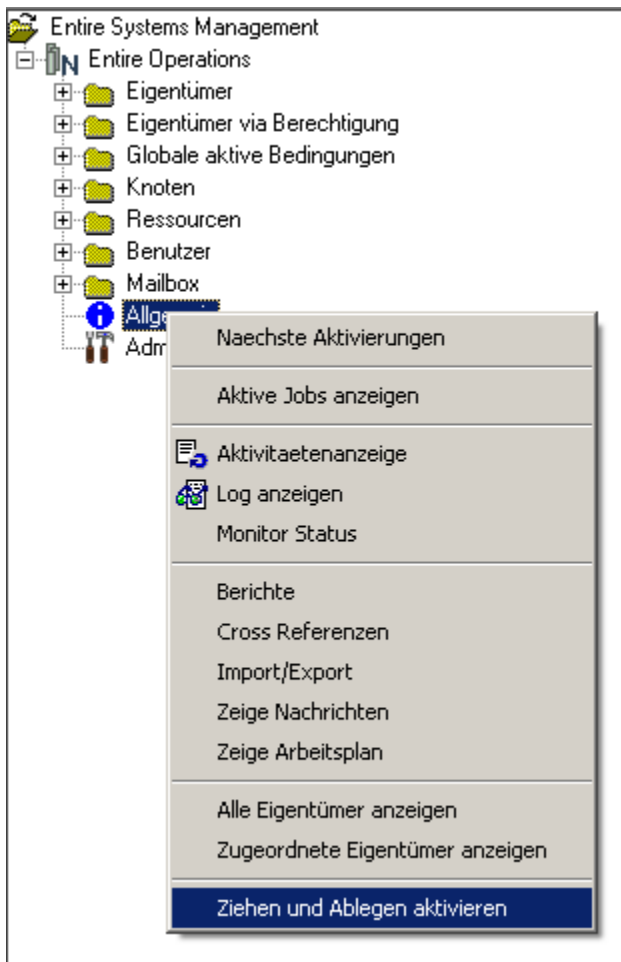 Entire Systems Management
N Entire Operations
Eigentümer
Eigentümer via Berechtigung
Globale aktive Bedingungen
Knoten
Ressourcen
Benutzer
Mailbox
Naechste Aktivierungen
Aktive Jobs anzeigen
Aktivitaetenanzeige
Log anzeigen
Monitor Status
Berichte
Cross Referenzen
Import/Export
Zeige Nachrichten
Zeige Arbeitsplan
Alle Eigentümer anzeigen
Zugeordnete Eigentümer anzeigen
Ziehen und Ablegen aktivieren